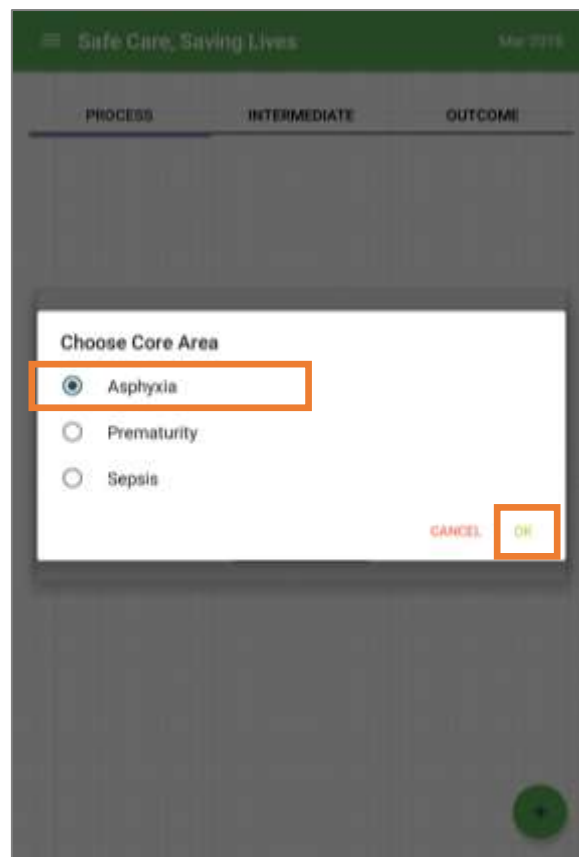 Safe Care, Saving Lives
PROCESS INTERMEDIATE OUTCOME
Choose Core Area
Asphyxia
Prematurity
Sepsis
CANCEL OK